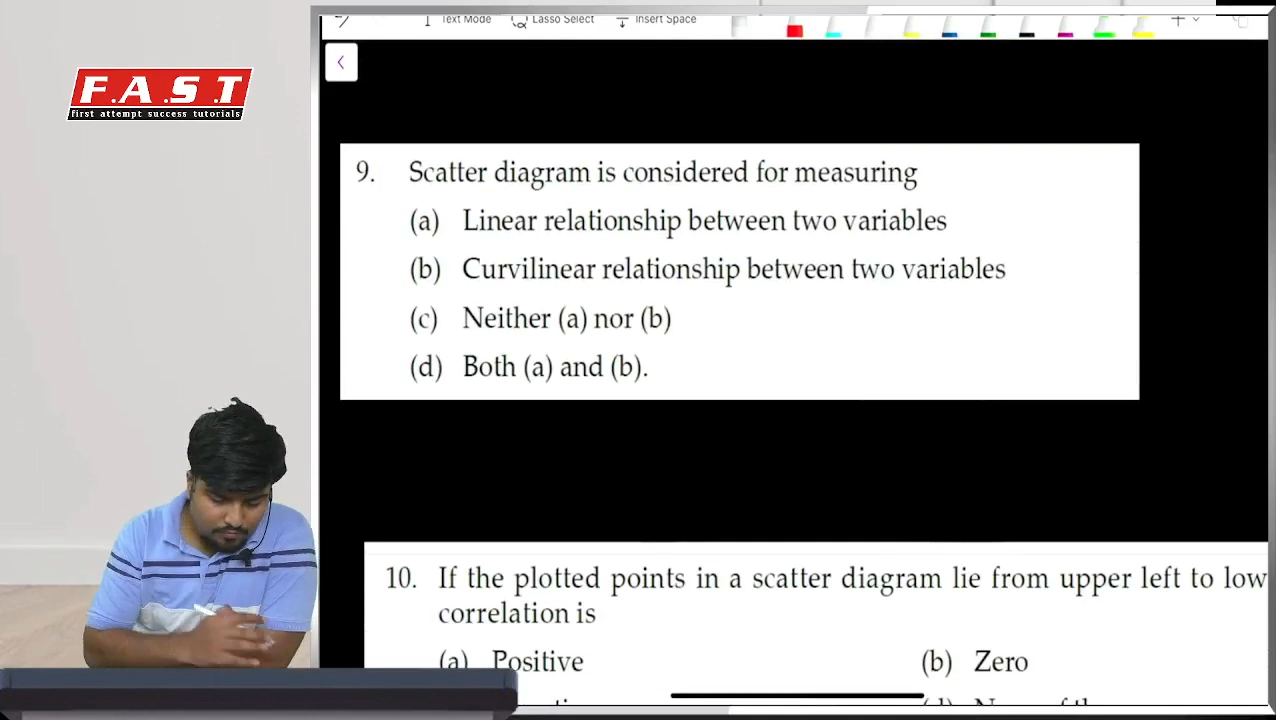 Text Mode
Lasso Select
Insert Space
F.A.S.T
first attempt success tutorials
9. Scatter diagram is considered for measuring
(a) Linear relationship between two variables
(b) Curvilinear relationship between two variables
(c) Neither (a) nor (b)
(d) Both (a) and (b).
10. If the plotted points in a scatter diagram lie from upper left to low
correlation is
(a) Positive (b) Zero